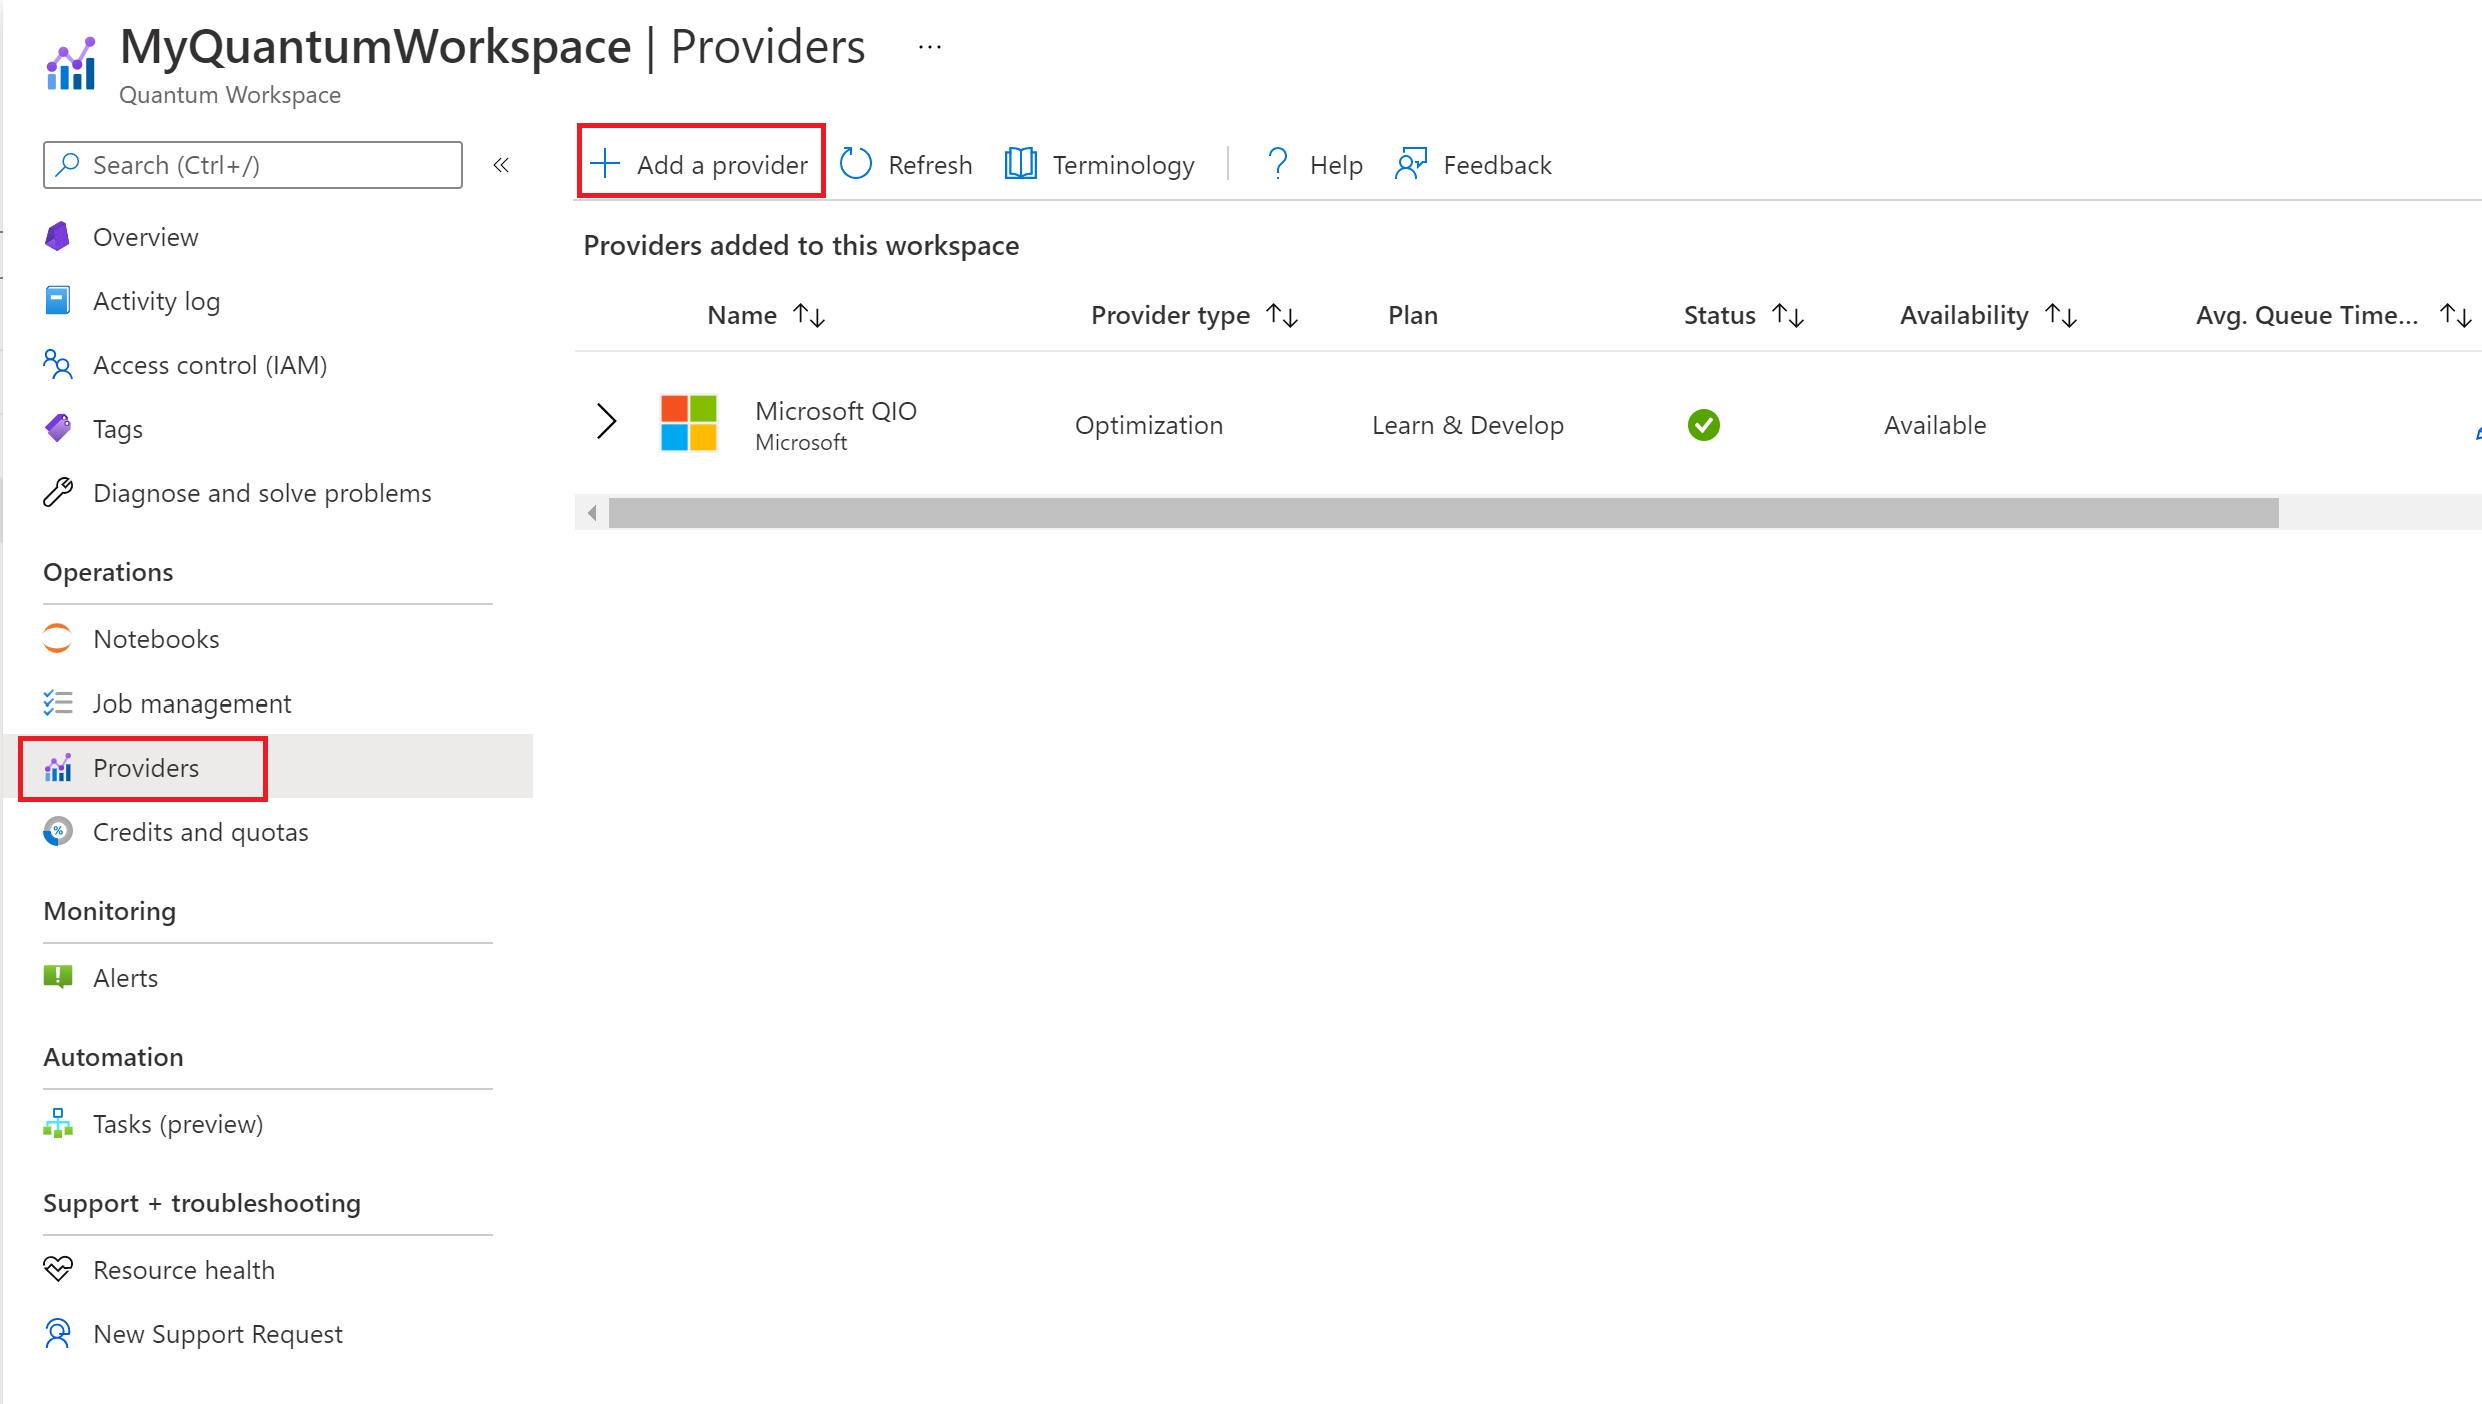 MyQuantumWorkspace | Providers ...
Quantum Workspace
Search (Ctrl+/) «
Overview
Activity log
Access control (IAM)
Tags
Diagnose and solve problems
Operations
Notebooks
Job management
Providers
Credits and quotas
Monitoring
Alerts
Automation
Tasks (preview)
Support + troubleshooting
Resource health
New Support Request
Add a provider Refresh Terminology Help Feedback
Providers added to this workspace
Name ↑↓ Provider type ↑↓ Plan Status ↑↓ Availability ↑↓ Avg. Queue Time... ↑↓
Microsoft QIO Optimization Learn & Develop Available
Microsoft